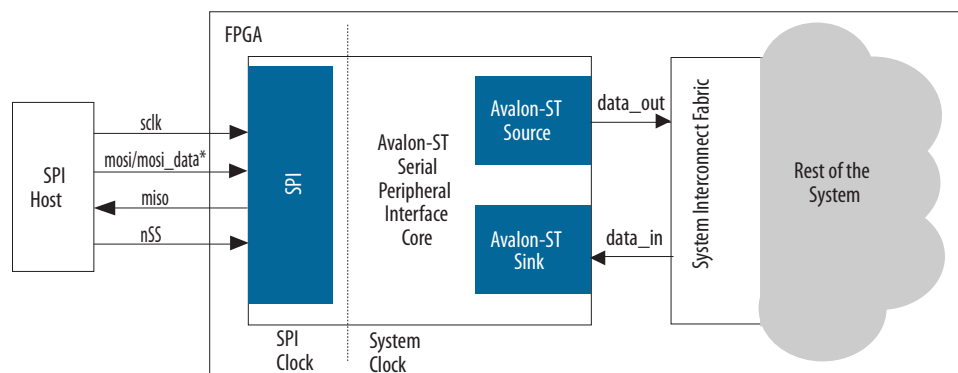 FPGA
SPI
Host
sclk
mosi/mosi_data*
miso
nSS
SPI
Avalon-ST
Serial
Peripheral
Interface
Core
Avalon-ST
Source
Avalon-ST
Sink
data_out
data_in
System Interconnect Fabric
Rest of the
System
SPI
Clock
System
Clock